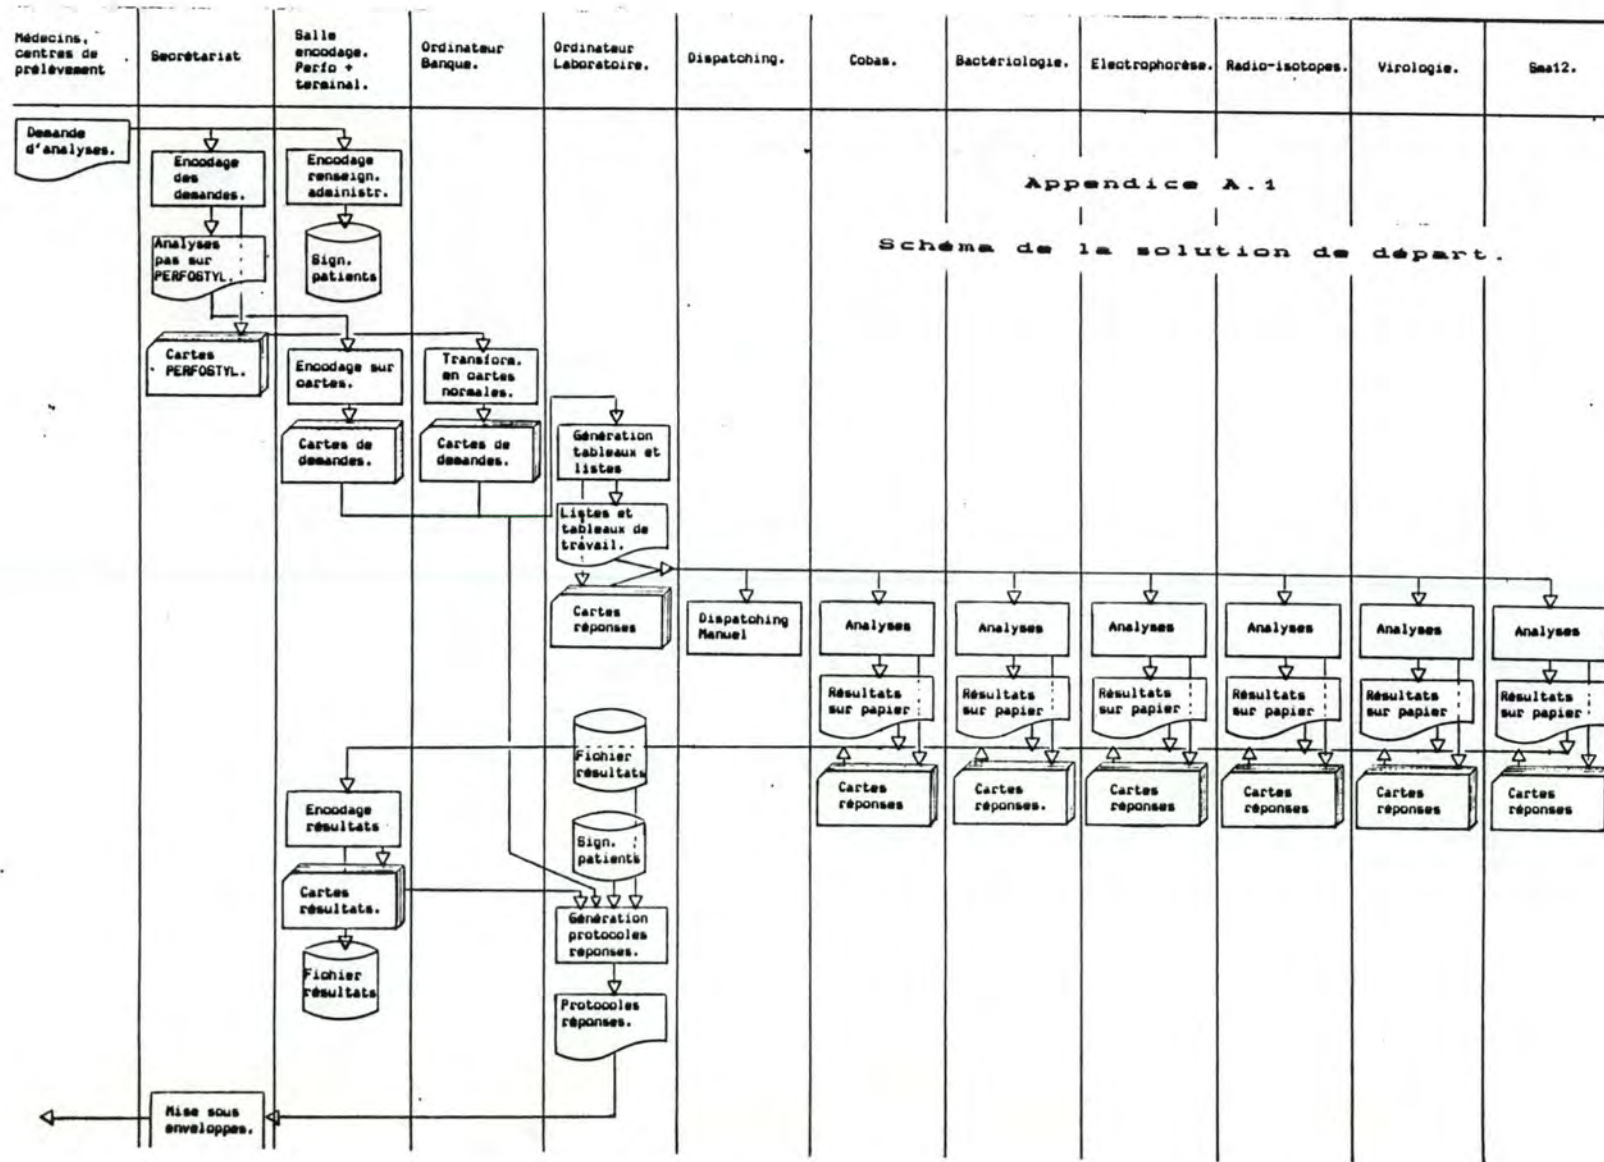 Médecins,
centres de
prélèvement
Secrétariat
Salle
encodage.
Perfo +
terminal.
Ordinateur
Banque.
Ordinateur
Laboratoire.
Dispatching.
Cobas.
Bactériologie.
Electrophorèse.
Radio-isotopes.
Virologie.
Sma12.
Appendice A.1
Schéma de la solution de départ.
Demande
d'analyses.
Encodage
des
demandes.
Encodage
renseign.
administr.
Analyses
pas sur
PERFOSTYL.
Sign.
patients
Cartes
PERFOSTYL.
Encodage sur
cartes.
Transform.
en cartes
normales.
Cartes de
demandes.
Cartes de
demandes.
Génération
tableaux et
listes
Listes et
tableaux de
travail.
Cartes
réponses
Dispatching
Manuel
Analyses
Analyses
Analyses
Analyses
Analyses
Analyses
Résultats
sur papier
Résultats
sur papier
Résultats
sur papier
Résultats
sur papier
Résultats
sur papier
Résultats
sur papier
Cartes
réponses
Cartes
réponses.
Cartes
réponses
Cartes
réponses
Cartes
réponses
Cartes
réponses
Fichier
résultats
Encodage
résultats
Sign.
patients
Cartes
résultats.
Génération
protocoles
réponses.
Fichier
résultats
Protocoles
réponses.
Mise sous
enveloppes.